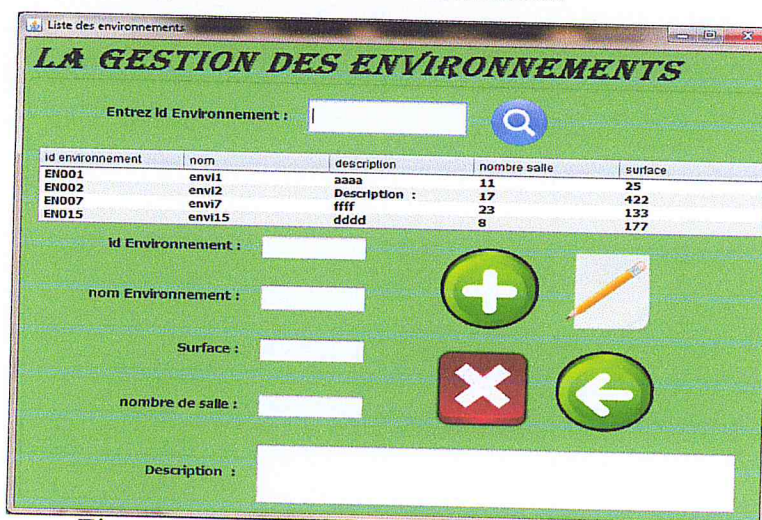 Liste des environnements
LA GESTION DES ENVIRONNEMENTS
Entrez id Environnement :
id environnement nom description nombre salle surface
EN001 envi1 aaaa 11 25
EN002 envi2 Description : 17 422
EN007 envi7 ffff 23 133
EN015 envi15 dddd 8 177
id Environnement :
nom Environnement :
Surface :
nombre de salle :
Description :